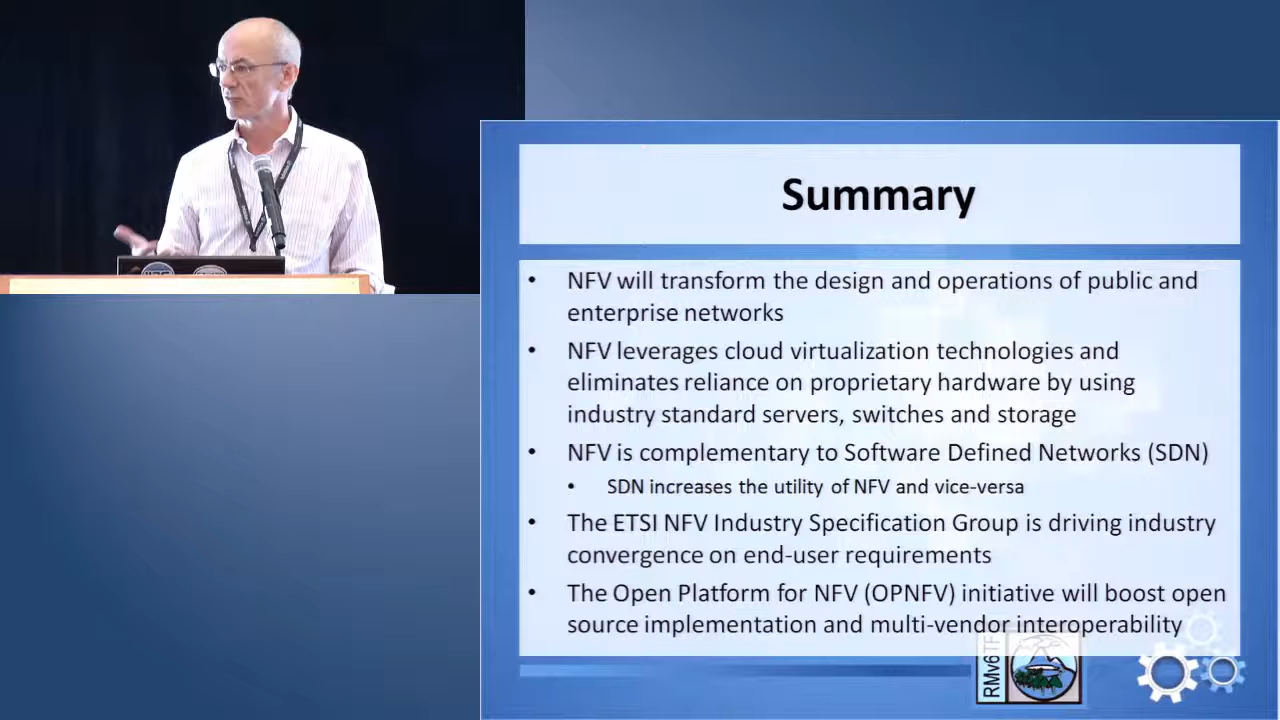 Summary
• NFV will transform the design and operations of public and
enterprise networks
• NFV leverages cloud virtualization technologies and
eliminates reliance on proprietary hardware by using
industry standard servers, switches and storage
• NFV is complementary to Software Defined Networks (SDN)
• SDN increases the utility of NFV and vice-versa
• The ETSI NFV Industry Specification Group is driving industry
convergence on end-user requirements
• The Open Platform for NFV (OPNFV) initiative will boost open
source implementation and multi-vendor interoperability
RMv6TF